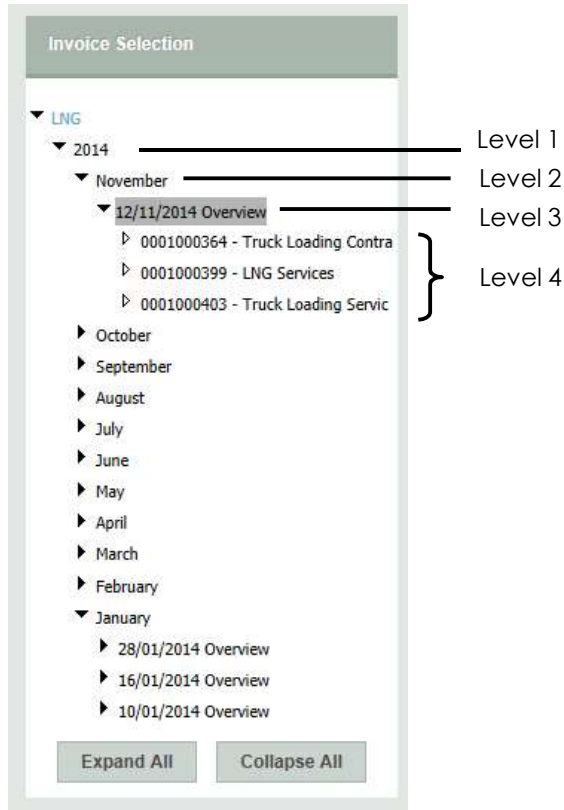 Invoice Selection
LNG
2014 Level 1
November Level 2
12/11/2014 Overview Level 3
0001000364 - Truck Loading Contra
0001000399 - LNG Services Level 4
0001000403 - Truck Loading Servic
October
September
August
July
June
May
April
March
February
January
28/01/2014 Overview
16/01/2014 Overview
10/01/2014 Overview
Expand All Collapse All